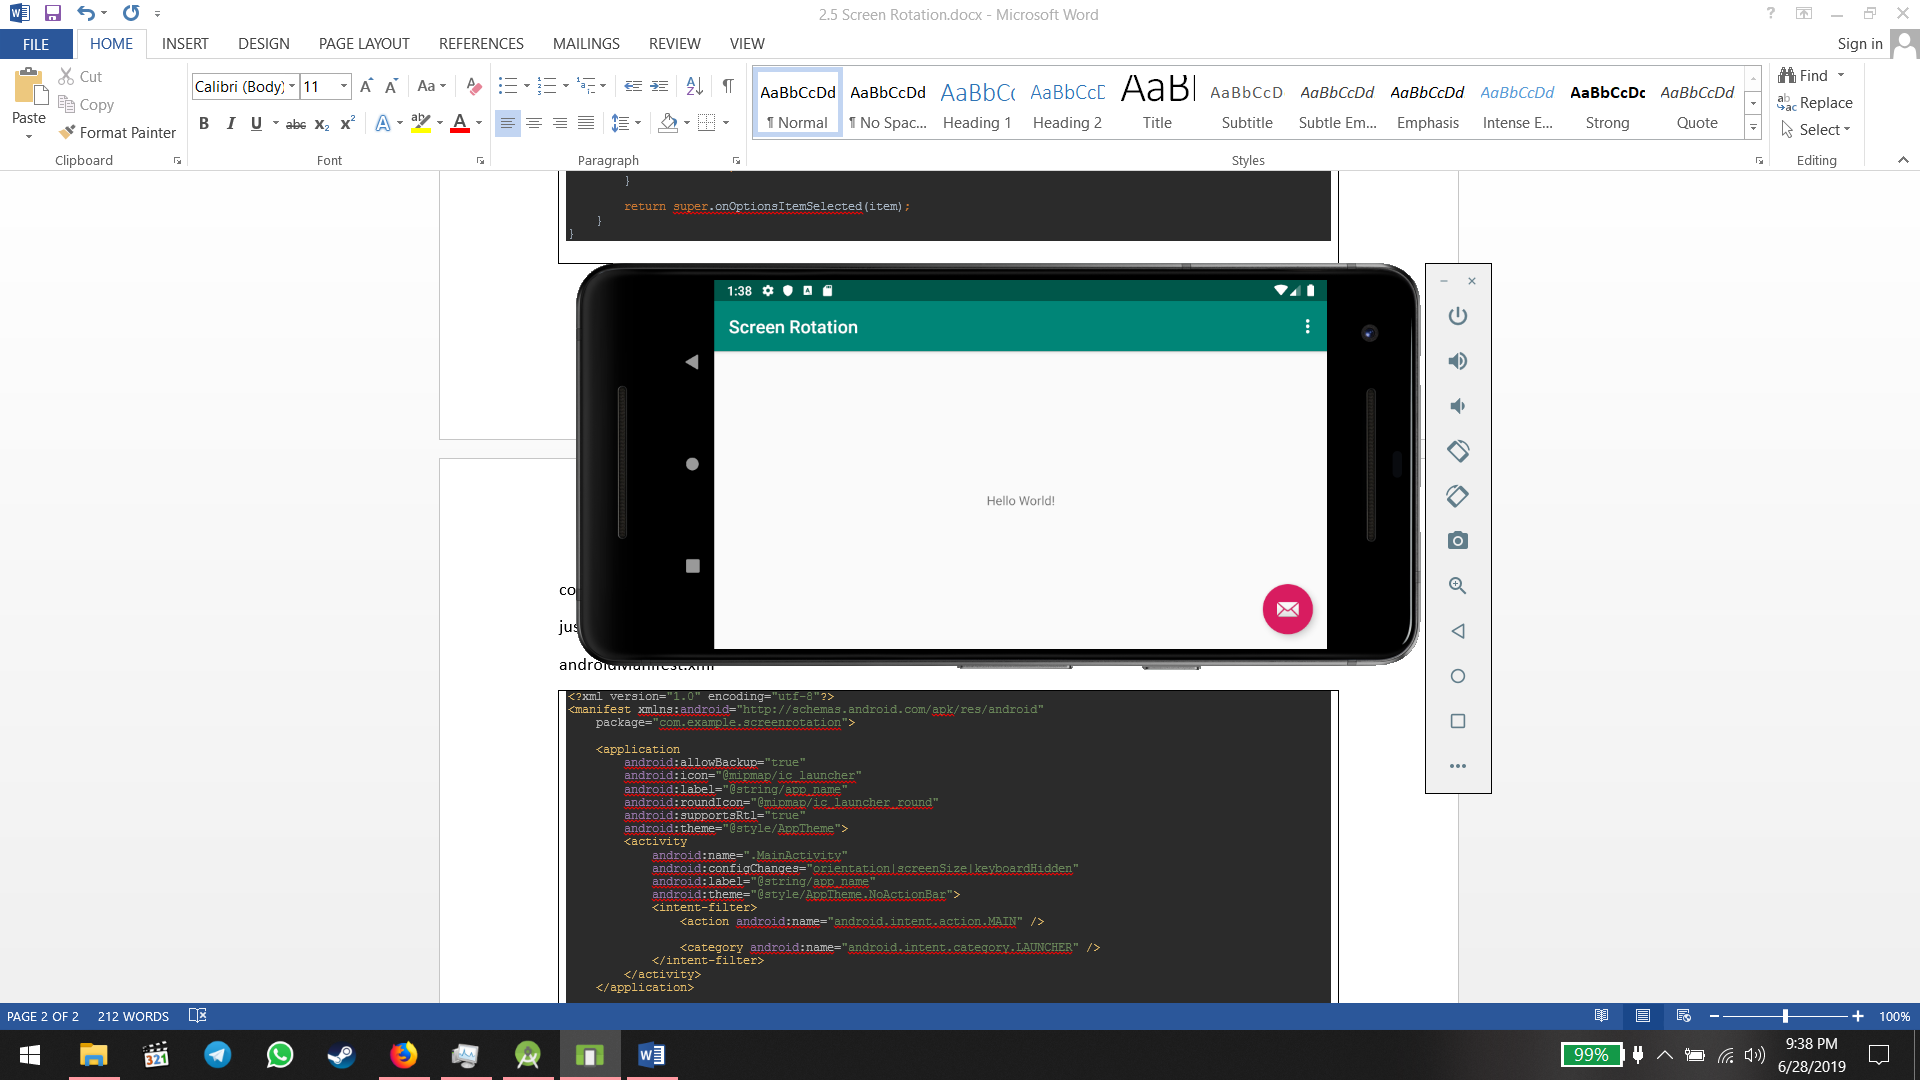 2.5 Screen Rotation.docx - Microsoft Word
FILE
HOME
INSERT
DESIGN
PAGE LAYOUT
REFERENCES
MAILINGS
REVIEW
VIEW
Sign in
Paste
Cut
Copy
Format Painter
Clipboard
Calibri (Body)
11
Font
Paragraph
AaBbCcDd AaBbCcDd AaBbCc AaBbCcD AaBb AaBbCcD AaBbCcDd AaBbCcDd AaBbCcDd AaBbCcDc AaBbCcDd
¶ Normal ¶ No Spac... Heading 1 Heading 2 Title Subtitle Subtle Em... Emphasis Intense E... Strong Quote
Styles
Find
Replace
Select
Editing
}
return super.onOptionsItemSelected(item);
}
}
1:38
Screen Rotation
Hello World!
co
jus
androidManifest.xml
<?xml version="1.0" encoding="utf-8"?>
<manifest xmlns:android="http://schemas.android.com/apk/res/android"
package="com.example.screenrotation">
<application
android:allowBackup="true"
android:icon="@mipmap/ic_launcher"
android:label="@string/app_name"
android:roundIcon="@mipmap/ic_launcher_round"
android:supportsRtl="true"
android:theme="@style/AppTheme">
<activity
android:name=".MainActivity"
android:configChanges="orientation|screenSize|keyboardHidden"
android:label="@string/app_name"
android:theme="@style/AppTheme.NoActionBar">
<intent-filter>
<action android:name="android.intent.action.MAIN" />
<category android:name="android.intent.category.LAUNCHER" />
</intent-filter>
</activity>
</application>
PAGE 2 OF 2 212 WORDS
100%
99%
9:38 PM
6/28/2019